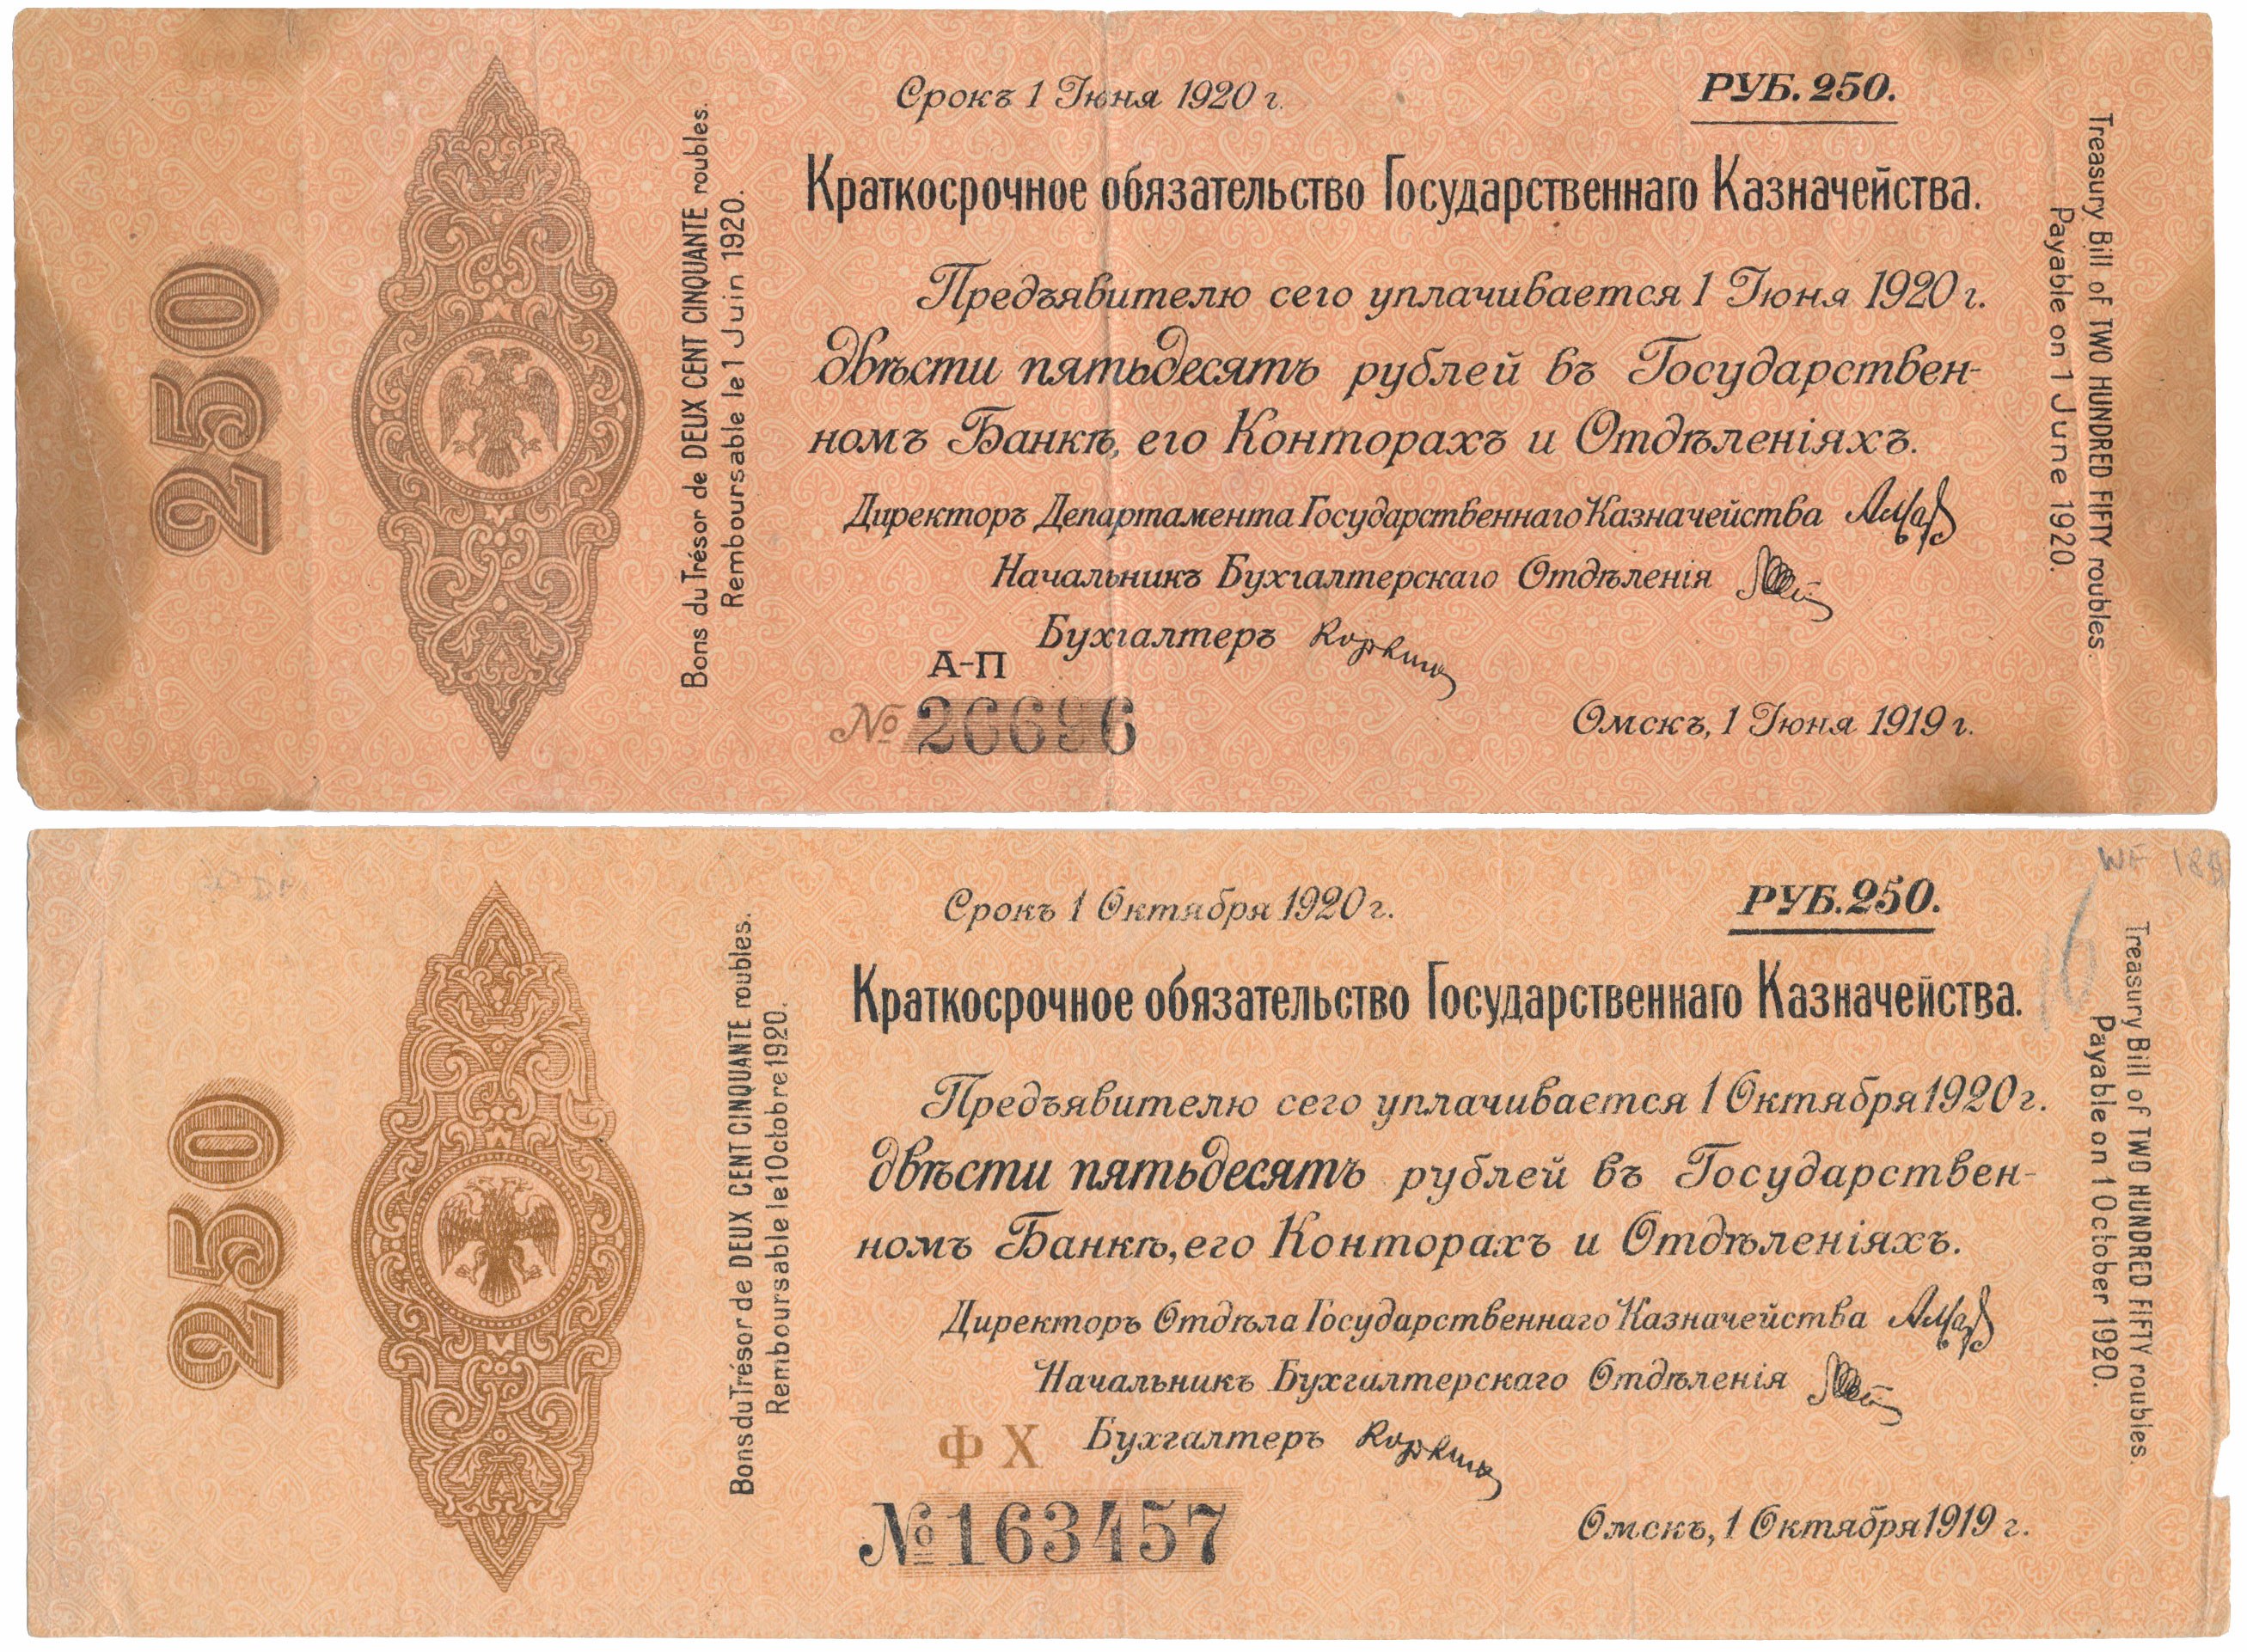 250
Bons du Trésor de DEUX CENT CINQUANTE roubles.
Remboursable le 1 Juin 1920.
Срокъ 1 Іюня 1920 г.
РУБ. 250.
Краткосрочное обязательство Государственнаго Казначейства.
Предъявителю сего уплачивается 1 Іюня 1920 г.
двѣсти пятьдесятъ рублей въ Государствен-
номъ Банкѣ, его Конторахъ и Отдѣленіяхъ.
Директоръ Департамента Государственнаго Казначейства
Начальникъ Бухгалтерскаго Отдѣленія
Бухгалтеръ
А-П
№ 26696
Омскъ, 1 Іюня 1919 г.
Treasury Bill of TWO HUNDRED FIFTY roubles.
Payable on 1 June 1920.
250
Bons du Trésor de DEUX CENT CINQUANTE roubles.
Remboursable le 1 Octobre 1920.
Срокъ 1 Октября 1920 г.
РУБ. 250.
Краткосрочное обязательство Государственнаго Казначейства.
Предъявителю сего уплачивается 1 Октября 1920 г.
двѣсти пятьдесятъ рублей въ Государствен-
номъ Банкѣ, его Конторахъ и Отдѣленіяхъ.
Директоръ Отдѣла Государственнаго Казначейства
Начальникъ Бухгалтерскаго Отдѣленія
Бухгалтеръ
Ф Х
№ 163457
Омскъ, 1 Октября 1919 г.
Treasury Bill of TWO HUNDRED FIFTY roubles.
Payable on 1 October 1920.